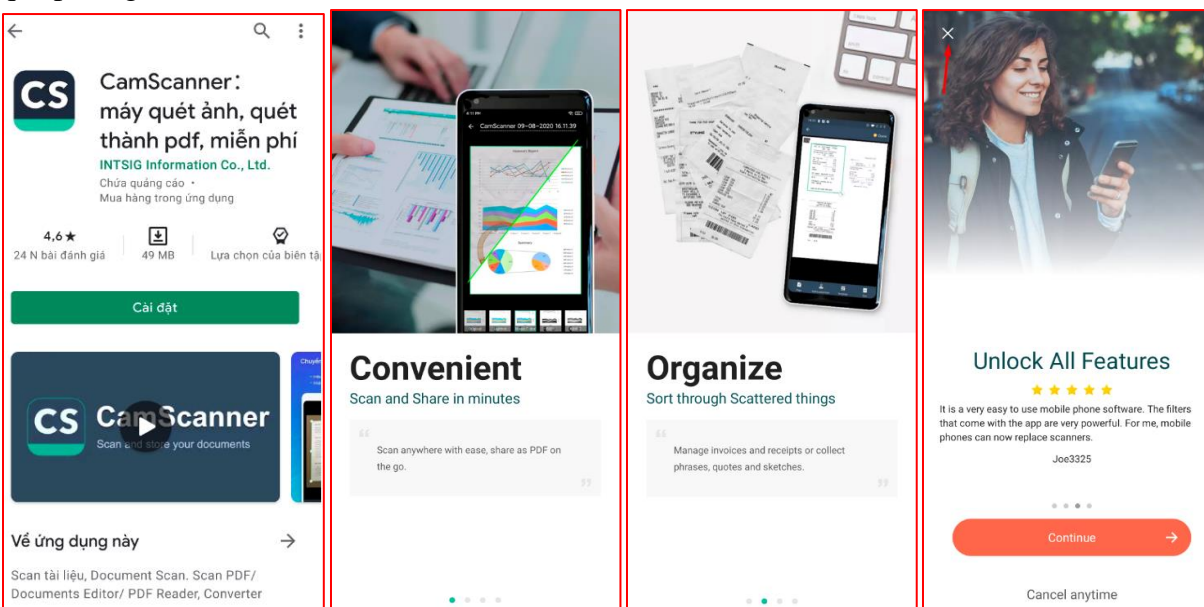 CS
CamScanner:
máy quét ảnh, quét
thành pdf, miễn phí
INTSIG Information Co., Ltd.
Chứa quảng cáo •
Mua hàng trong ứng dụng
4,6★
24 N bài đánh giá
49 MB
Lựa chọn của biên tậ
Cài đặt
CS CamScanner
Scan and store your documents
Chuyể
Về ứng dụng này
Scan tài liệu, Document Scan. Scan PDF/
Documents Editor/ PDF Reader, Converter
CamScanner 09-08-2020 16.11.39
Convenient
Scan and Share in minutes
Scan anywhere with ease, share as PDF on
the go.
Organize
Sort through Scattered things
Manage invoices and receipts or collect
phrases, quotes and sketches.
Unlock All Features
It is a very easy to use mobile phone software. The filters
that come with the app are very powerful. For me, mobile
phones can now replace scanners.
Joe3325
Continue
Cancel anytime